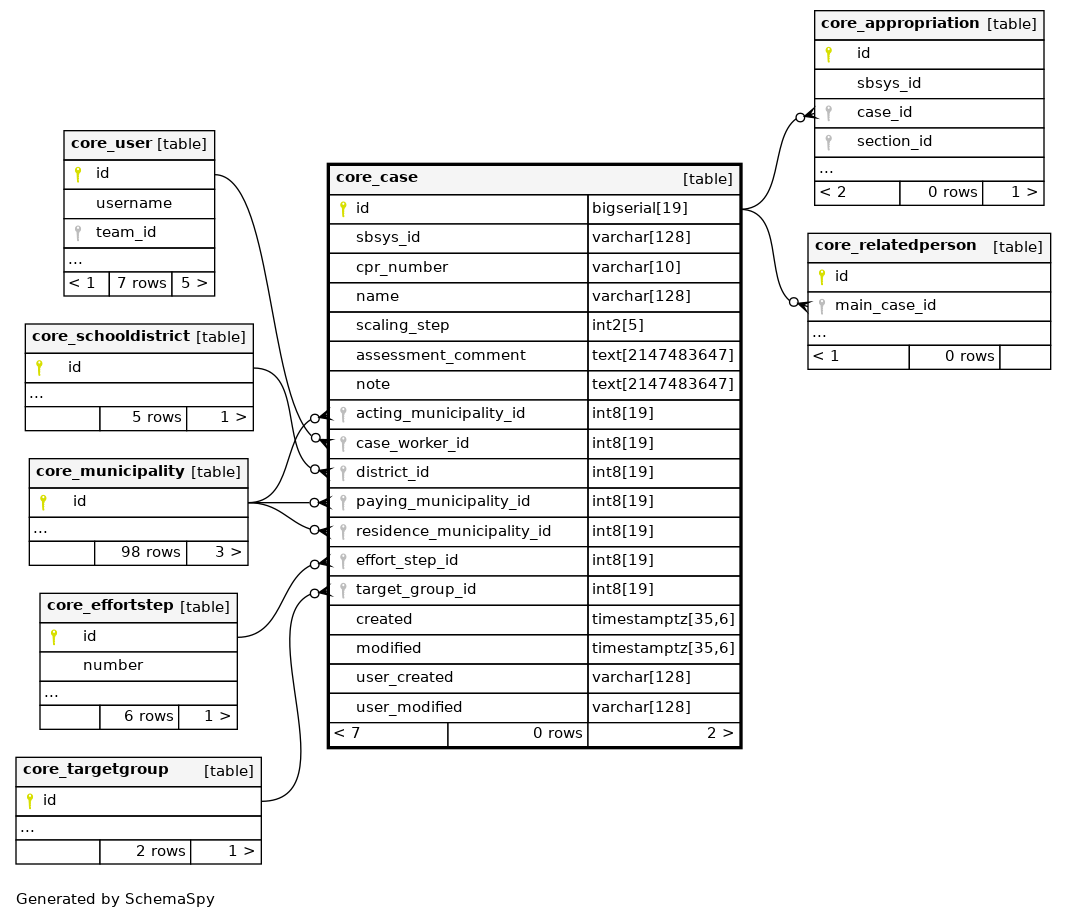 core_appropriation [table]
id
sbsys_id
case_id
section_id
...
< 2 0 rows 1 >
core_user [table]
id
username
team_id
...
< 1 7 rows 5 >
core_case [table]
id bigserial[19]
sbsys_id varchar[128]
cpr_number varchar[10]
name varchar[128]
scaling_step int2[5]
assessment_comment text[2147483647]
note text[2147483647]
acting_municipality_id int8[19]
case_worker_id int8[19]
district_id int8[19]
paying_municipality_id int8[19]
residence_municipality_id int8[19]
effort_step_id int8[19]
target_group_id int8[19]
created timestamptz[35,6]
modified timestamptz[35,6]
user_created varchar[128]
user_modified varchar[128]
< 7 0 rows 2 >
core_relatedperson [table]
id
main_case_id
...
< 1 0 rows
core_schooldistrict [table]
id
...
5 rows 1 >
core_municipality [table]
id
...
98 rows 3 >
core_effortstep [table]
id
number
...
6 rows 1 >
core_targetgroup [table]
id
...
2 rows 1 >
Generated by SchemaSpy